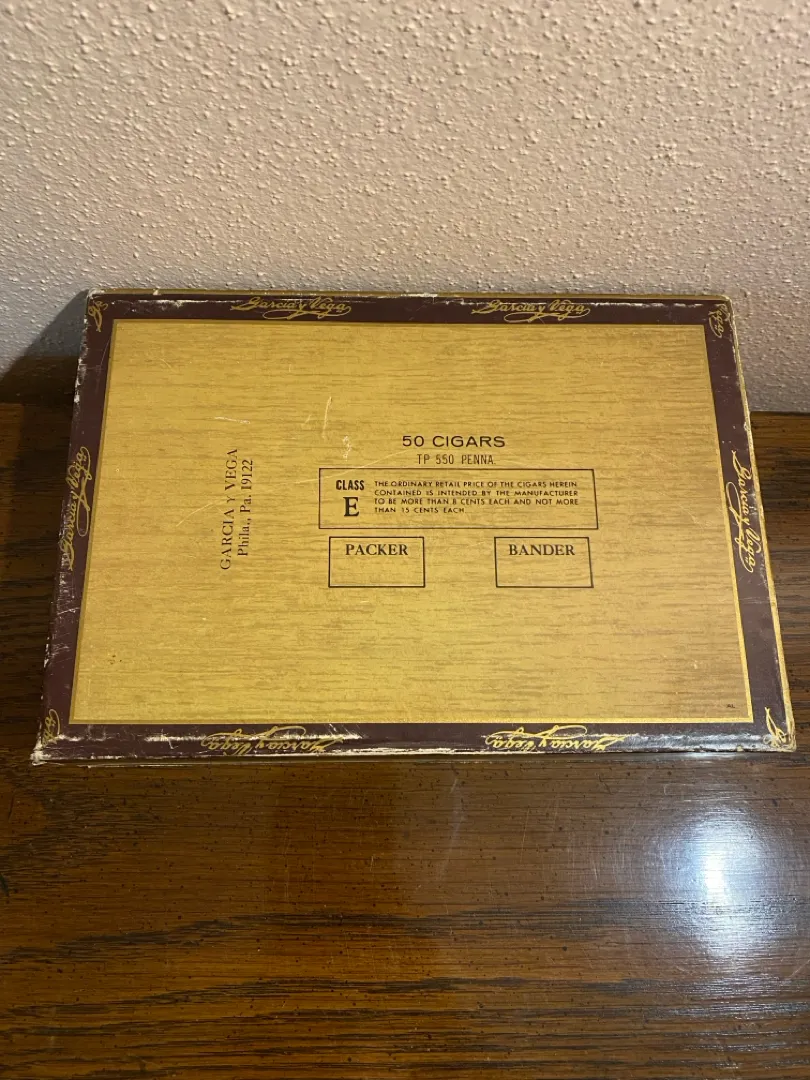 Garcia y Vega
Garcia y Vega
Garcia y Vega
Garcia y Vega
GARCIA y VEGA
Phila., Pa. 19122
50 CIGARS
TP 550 PENNA.
CLASS
E
THE ORDINARY RETAIL PRICE OF THE CIGARS HEREIN
CONTAINED IS INTENDED BY THE MANUFACTURER
TO BE MORE THAN 8 CENTS EACH AND NOT MORE
THAN 15 CENTS EACH
PACKER
BANDER
Garcia y Vega
Garcia y Vega